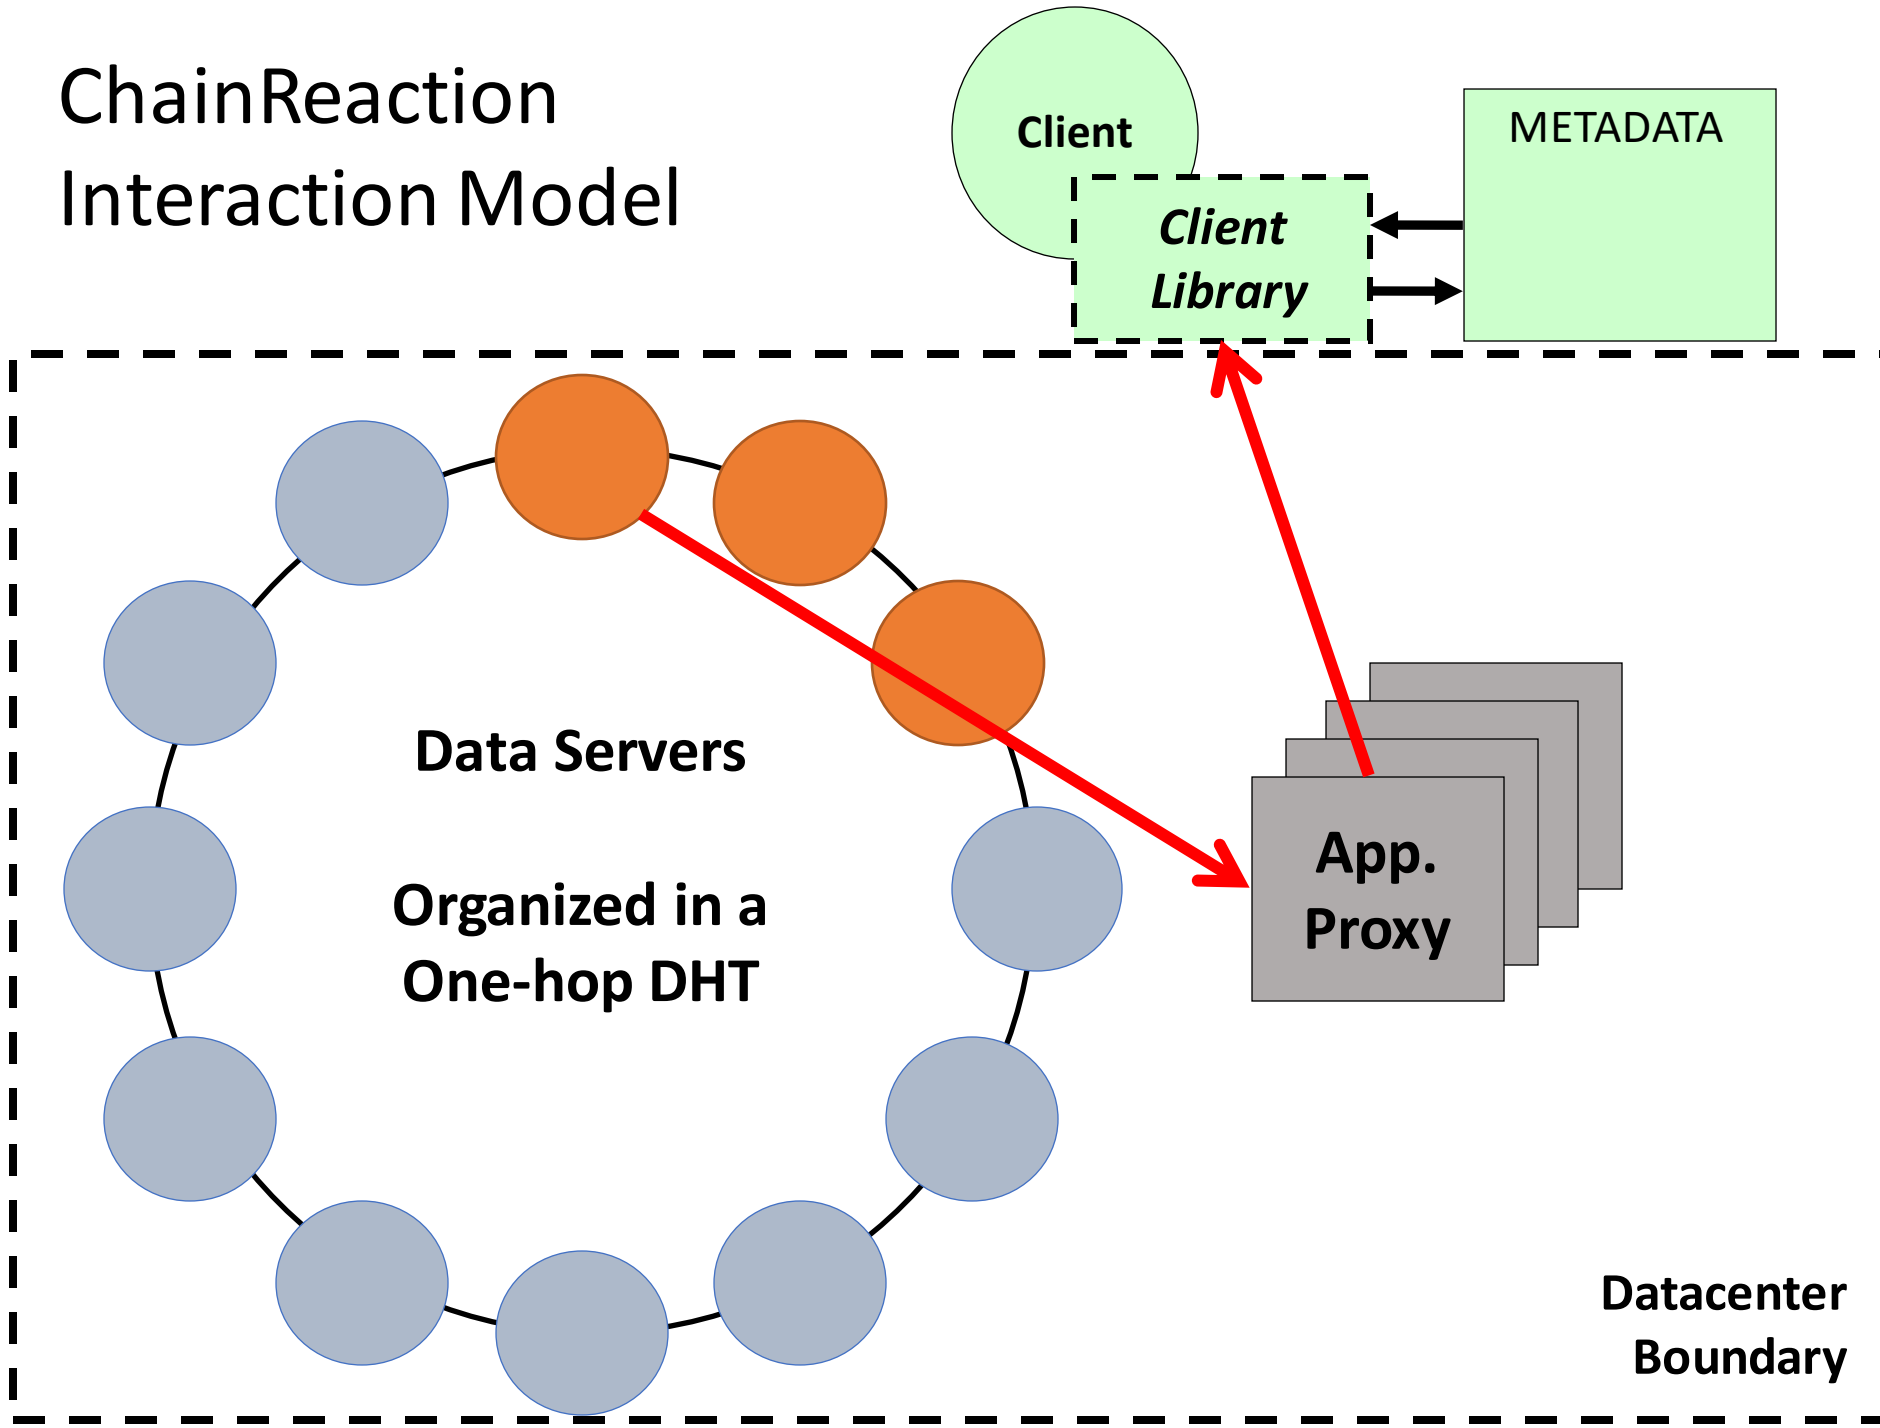 ChainReaction
Interaction Model
Client
METADATA
Client
Library
Data Servers
Organized in a
One-hop DHT
App.
Proxy
Datacenter
Boundary